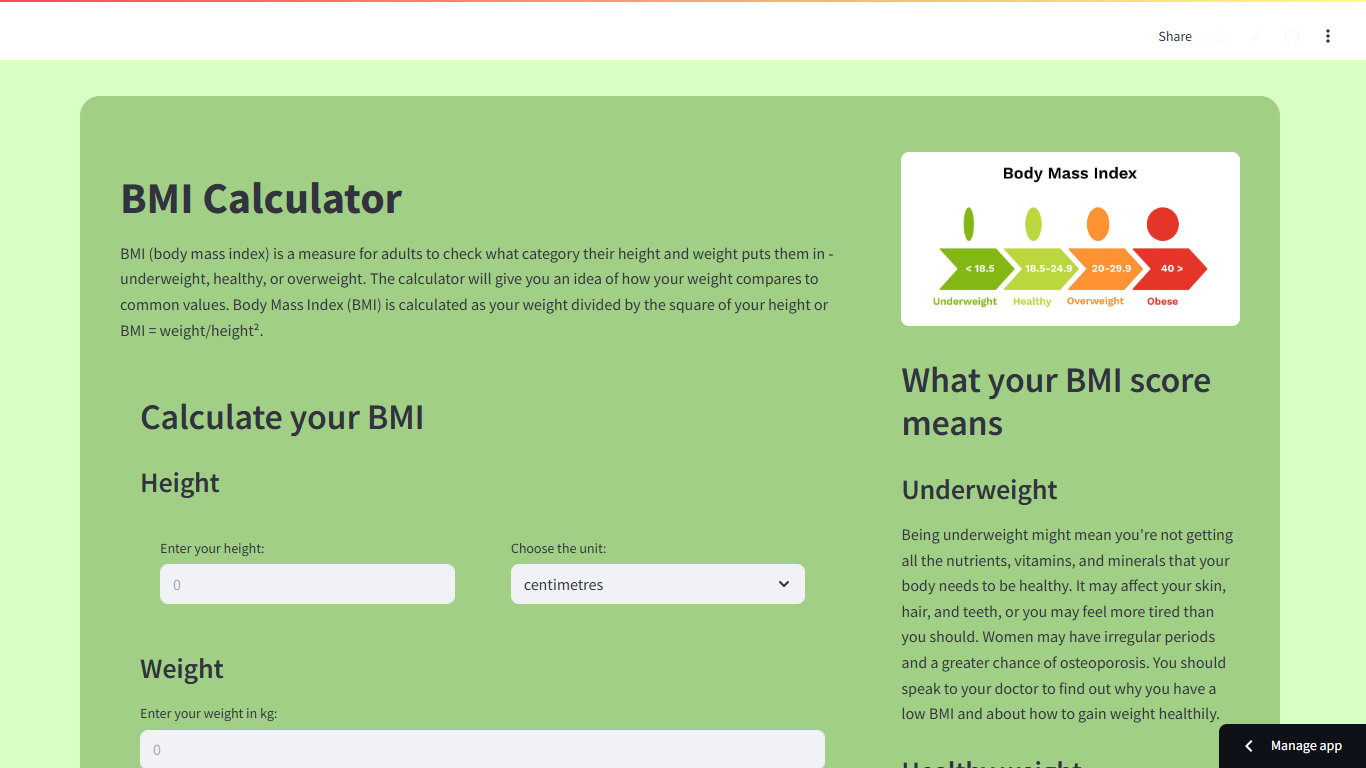 Share
BMI Calculator
BMI (body mass index) is a measure for adults to check what category their height and weight puts them in -
underweight, healthy, or overweight. The calculator will give you an idea of how your weight compares to
common values. Body Mass Index (BMI) is calculated as your weight divided by the square of your height or
BMI = weight/height².
Calculate your BMI
Height
Enter your height:
Choose the unit:
0
centimetres
Weight
Enter your weight in kg:
0
Body Mass Index
< 18.5
18.5-24.9
20-29.9
40 >
Underweight
Healthy
Overweight
Obese
What your BMI score
means
Underweight
Being underweight might mean you're not getting
all the nutrients, vitamins, and minerals that your
body needs to be healthy. It may affect your skin,
hair, and teeth, or you may feel more tired than
you should. Women may have irregular periods
and a greater chance of osteoporosis. You should
speak to your doctor to find out why you have a
low BMI and about how to gain weight healthily.
Healthy weight
Manage app